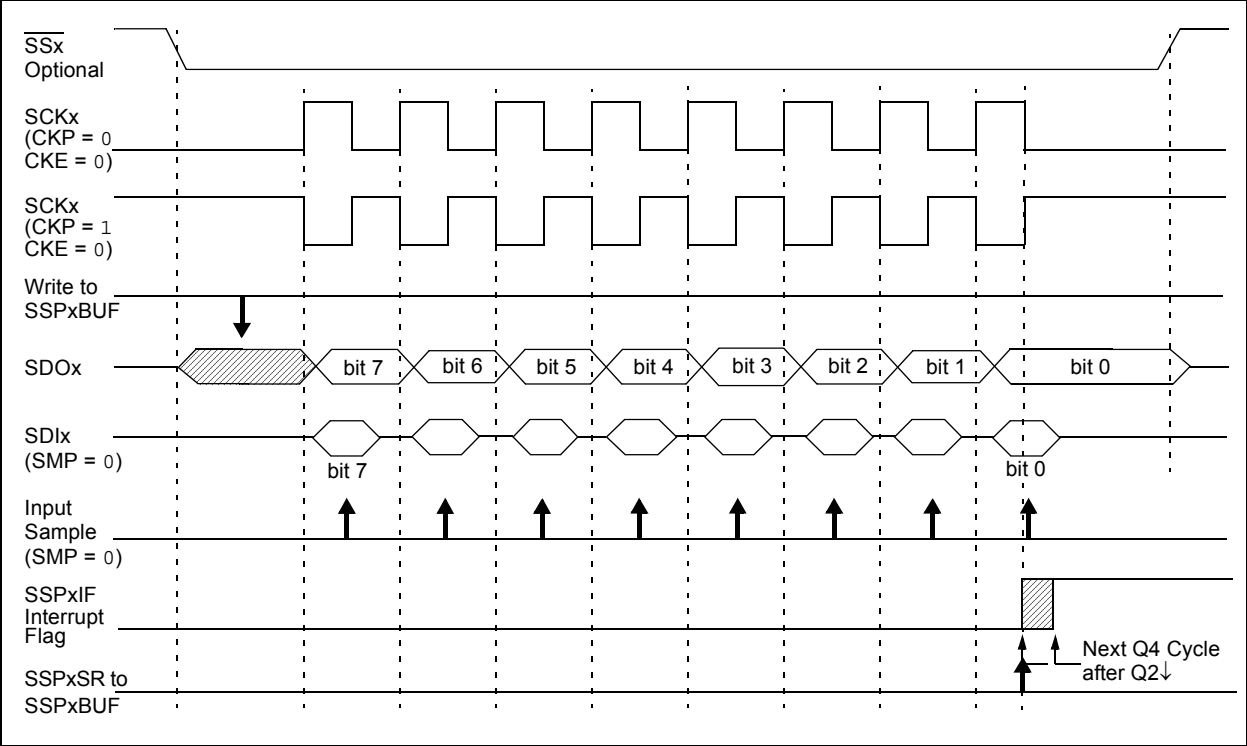 SSx
Optional
SCKx
(CKP = 0
CKE = 0)
SCKx
(CKP = 1
CKE = 0)
Write to
SSPxBUF
SDOx
bit 7
bit 6
bit 5
bit 4
bit 3
bit 2
bit 1
bit 0
SDIx
(SMP = 0)
bit 7
bit 0
Input
Sample
(SMP = 0)
SSPxIF
Interrupt
Flag
Next Q4 Cycle
after Q2↓
SSPxSR to
SSPxBUF